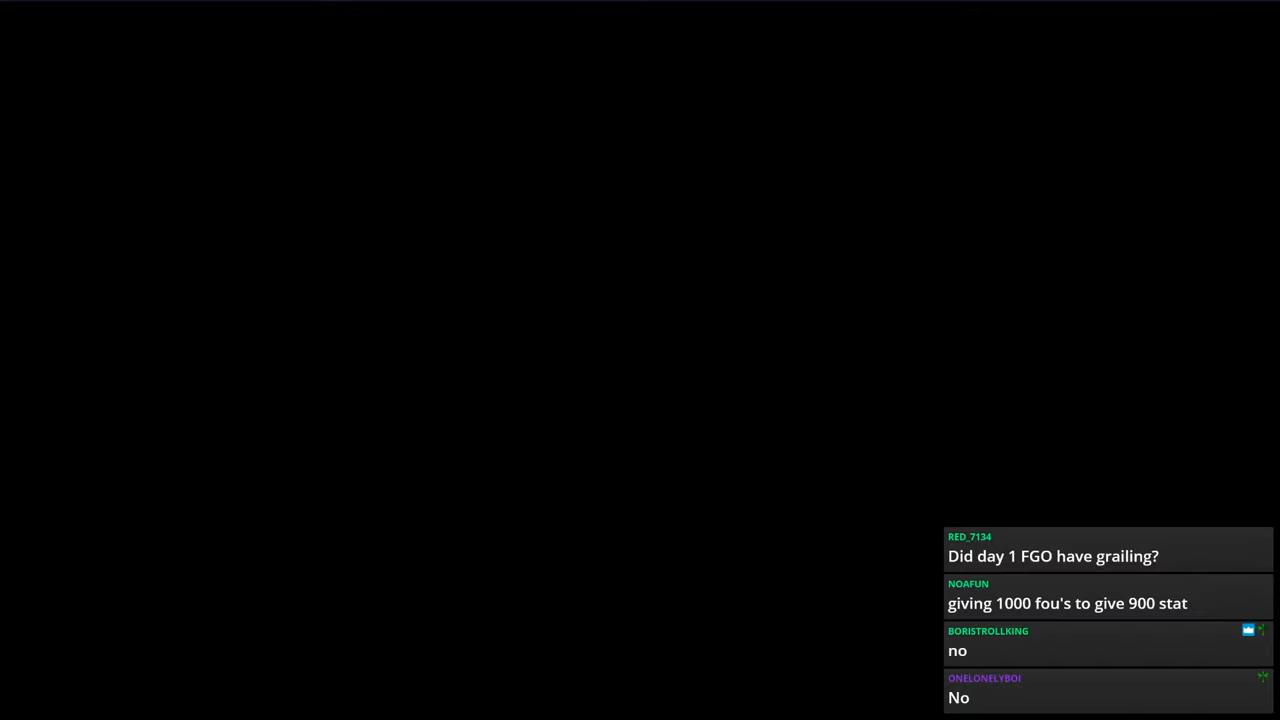 RED_7134
Did day 1 FGO have grailing?
NOAFUN
giving 1000 fou's to give 900 stat
BORISTROLLKING
no
ONELONELYBOI
No